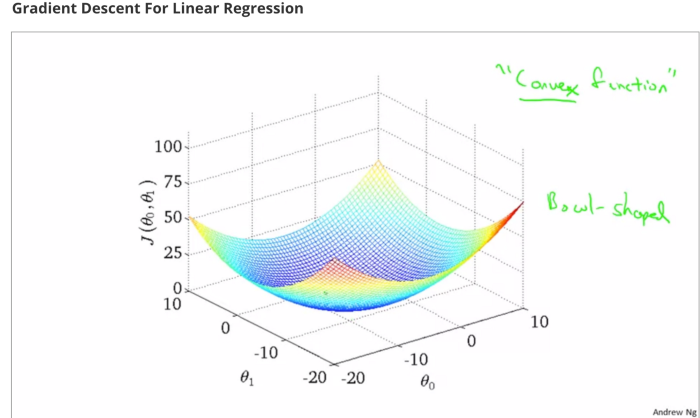 Gradient Descent For Linear Regression
"Convex function"
Bowl-shaped
100
75
50
25
0
J(θ₀,θ₁)
10
0
-10
-20
θ₁
-20
-10
0
10
θ₀
Andrew Ng